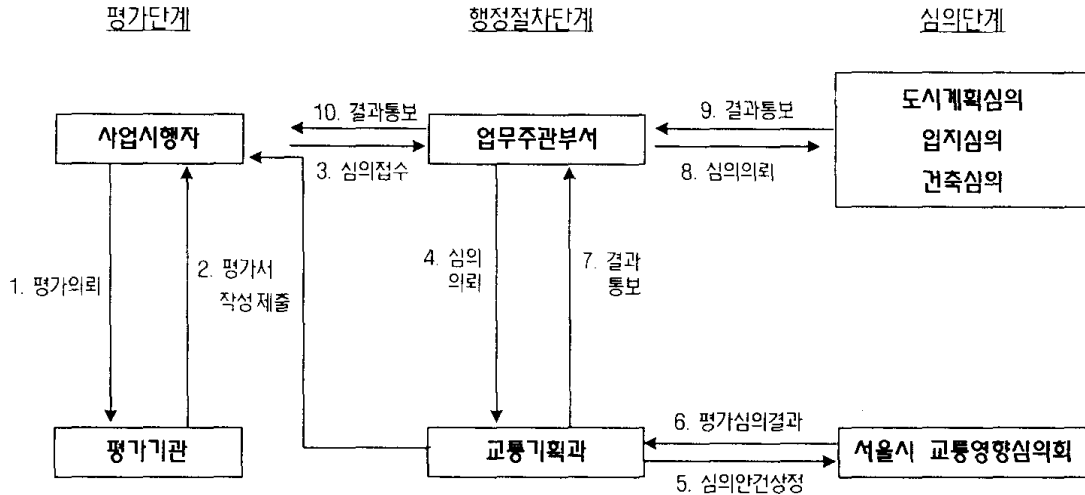 평가단계
행정절차단계
심의단계
도시계획심의
입지심의
건축심의
10. 결과통보
9. 결과통보
사업시행자
업무주관부서
3. 심의접수
8. 심의의뢰
1. 평가의뢰
2. 평가서
작성제출
4. 심의
의뢰
7. 결과
통보
6. 평가심의결과
평가기관
교통기획과
서울시 교통영향심의회
5. 심의안건상정